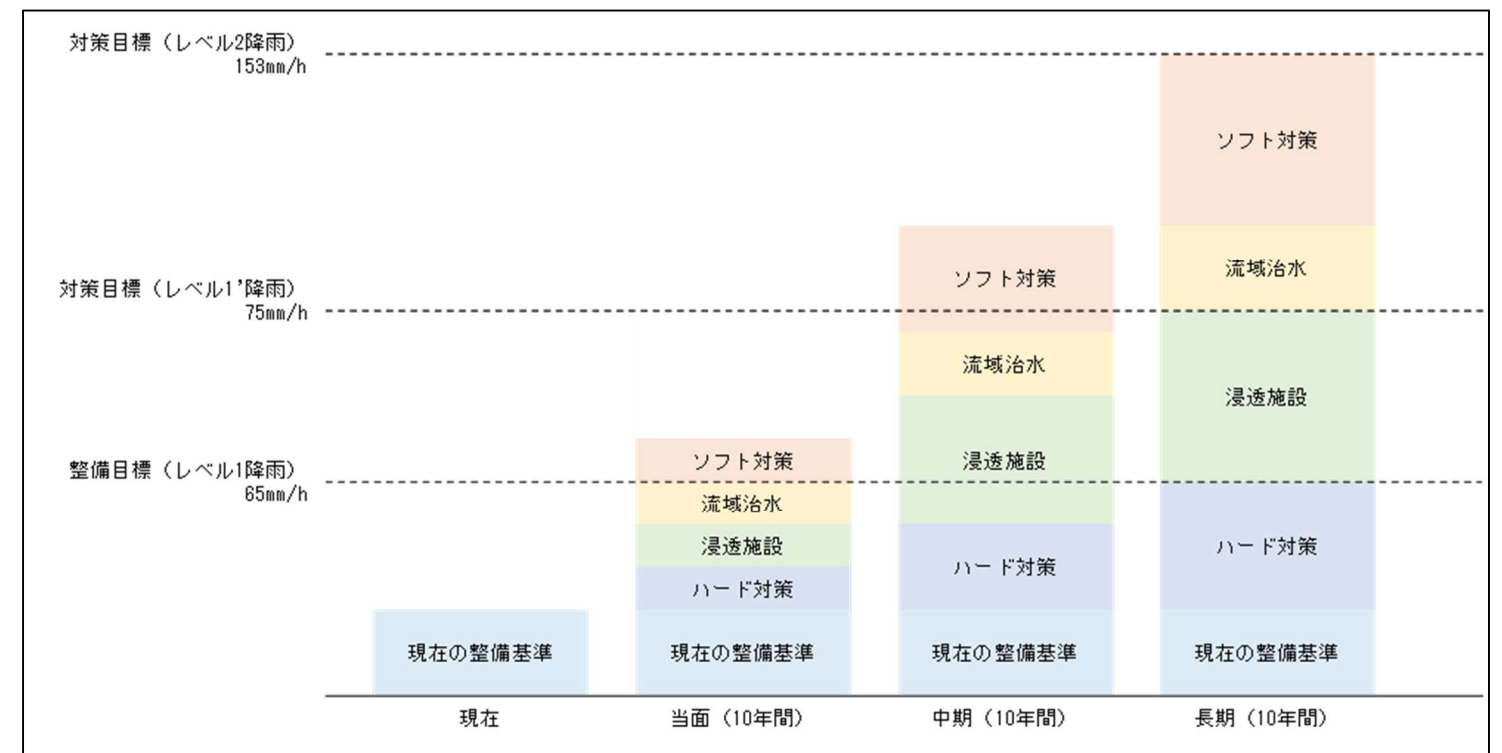 対策目標（レベル2降雨）
153mm/h
ソフト対策
流域治水
対策目標（レベル1’降雨）
75mm/h
ソフト対策
流域治水
浸透施設
浸透施設
整備目標（レベル1降雨）
65mm/h
ソフト対策
流域治水
浸透施設
ハード対策
ハード対策
ハード対策
現在の整備基準
現在の整備基準
現在の整備基準
現在の整備基準
現在
当面（10年間）
中期（10年間）
長期（10年間）